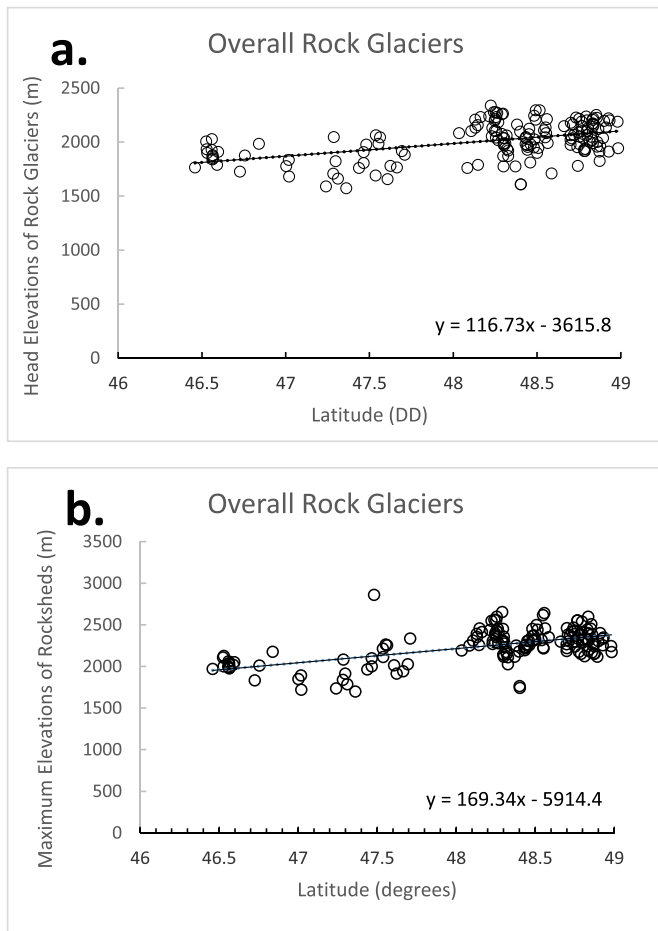 a.
Overall Rock Glaciers
Head Elevations of Rock Glaciers (m)
2500
2000
1500
1000
500
0
y = 116.73x - 3615.8
46 46.5 47 47.5 48 48.5 49
Latitude (DD)
b.
Overall Rock Glaciers
Maximum Elevations of Rocksheds (m)
3500
3000
2500
2000
1500
1000
500
0
y = 169.34x - 5914.4
46 46.5 47 47.5 48 48.5 49
Latitude (degrees)